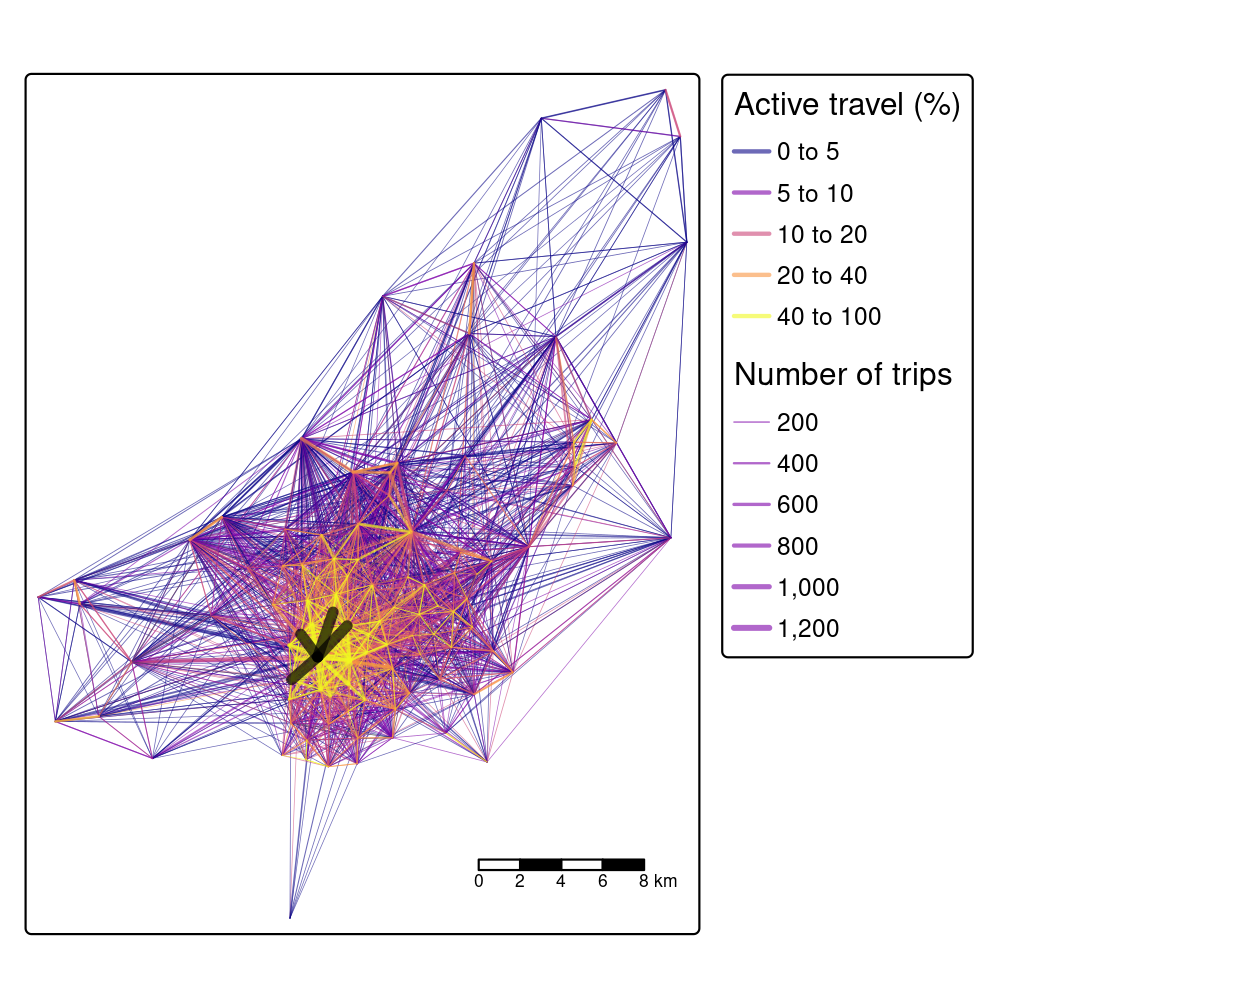 Active travel (%)
0 to 5
5 to 10
10 to 20
20 to 40
40 to 100
Number of trips
200
400
600
800
1,000
1,200
0 2 4 6 8 km